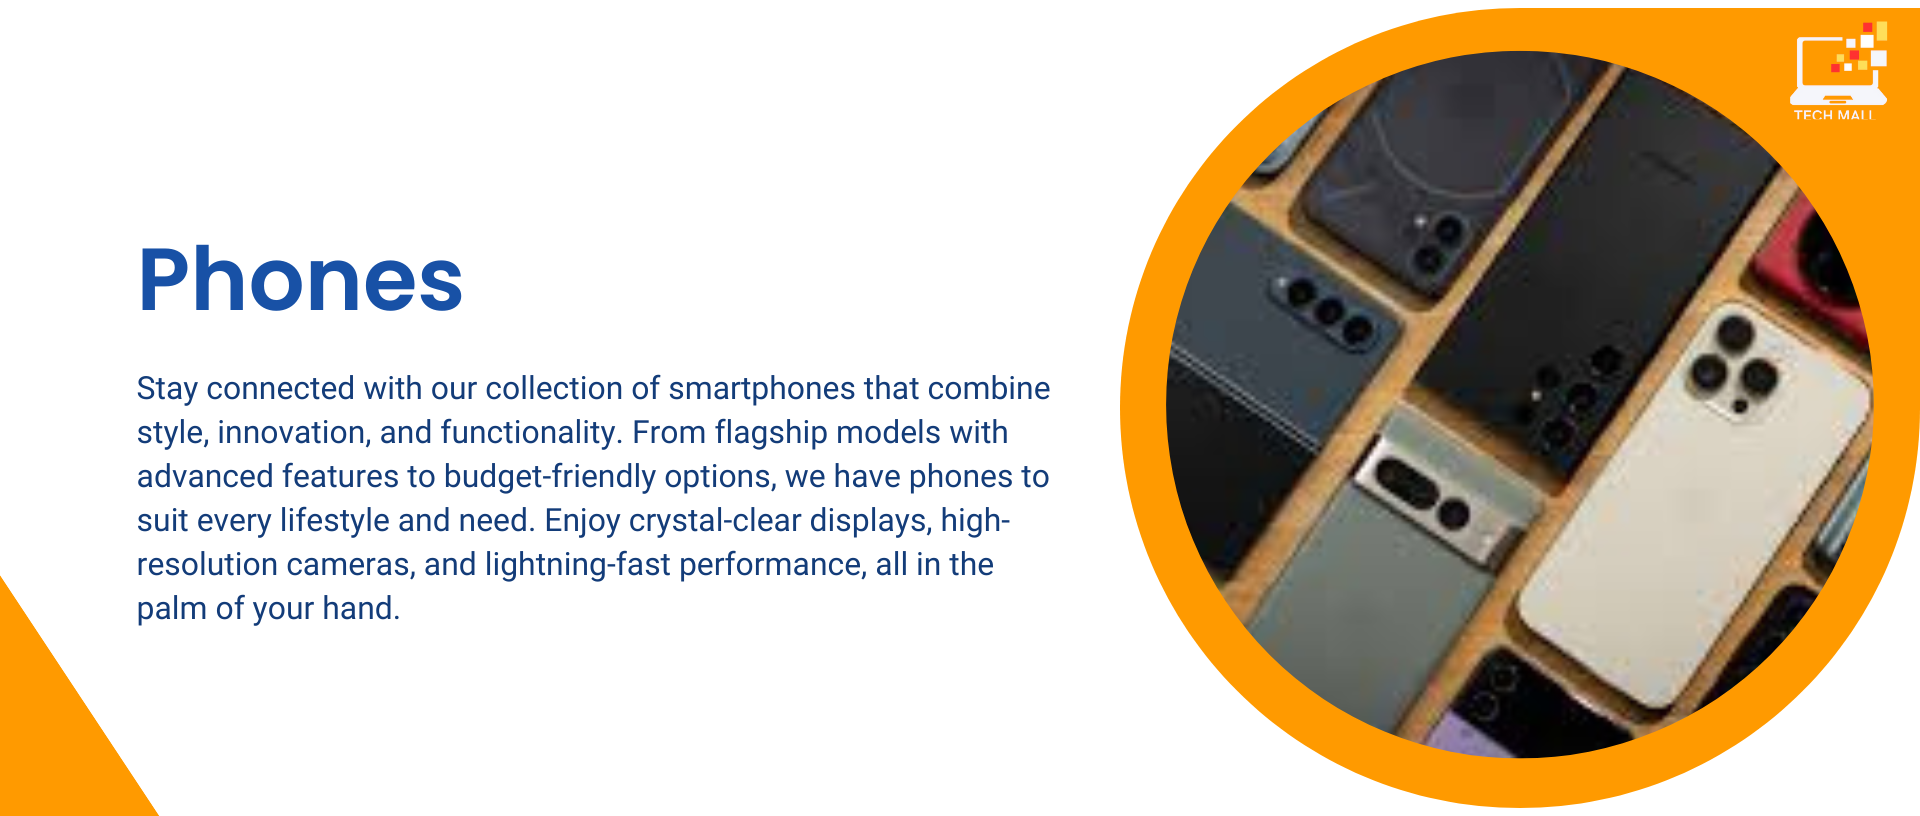 TECH MALL
Phones
Stay connected with our collection of smartphones that combine
style, innovation, and functionality. From flagship models with
advanced features to budget-friendly options, we have phones to
suit every lifestyle and need. Enjoy crystal-clear displays, high-
resolution cameras, and lightning-fast performance, all in the
palm of your hand.